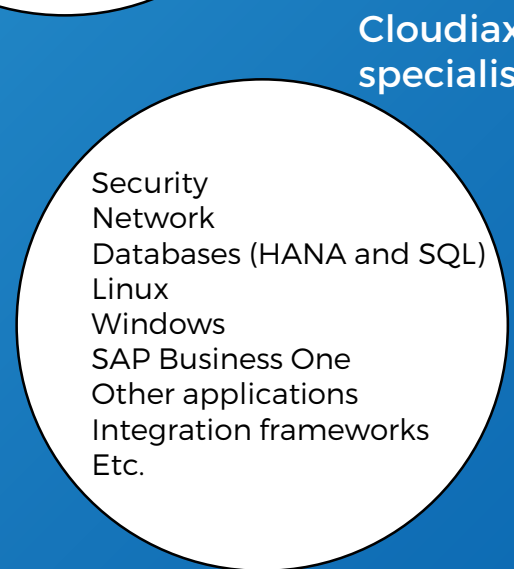 Cloudiax
specialis
Security
Network
Databases (HANA and SQL)
Linux
Windows
SAP Business One
Other applications
Integration frameworks
Etc.